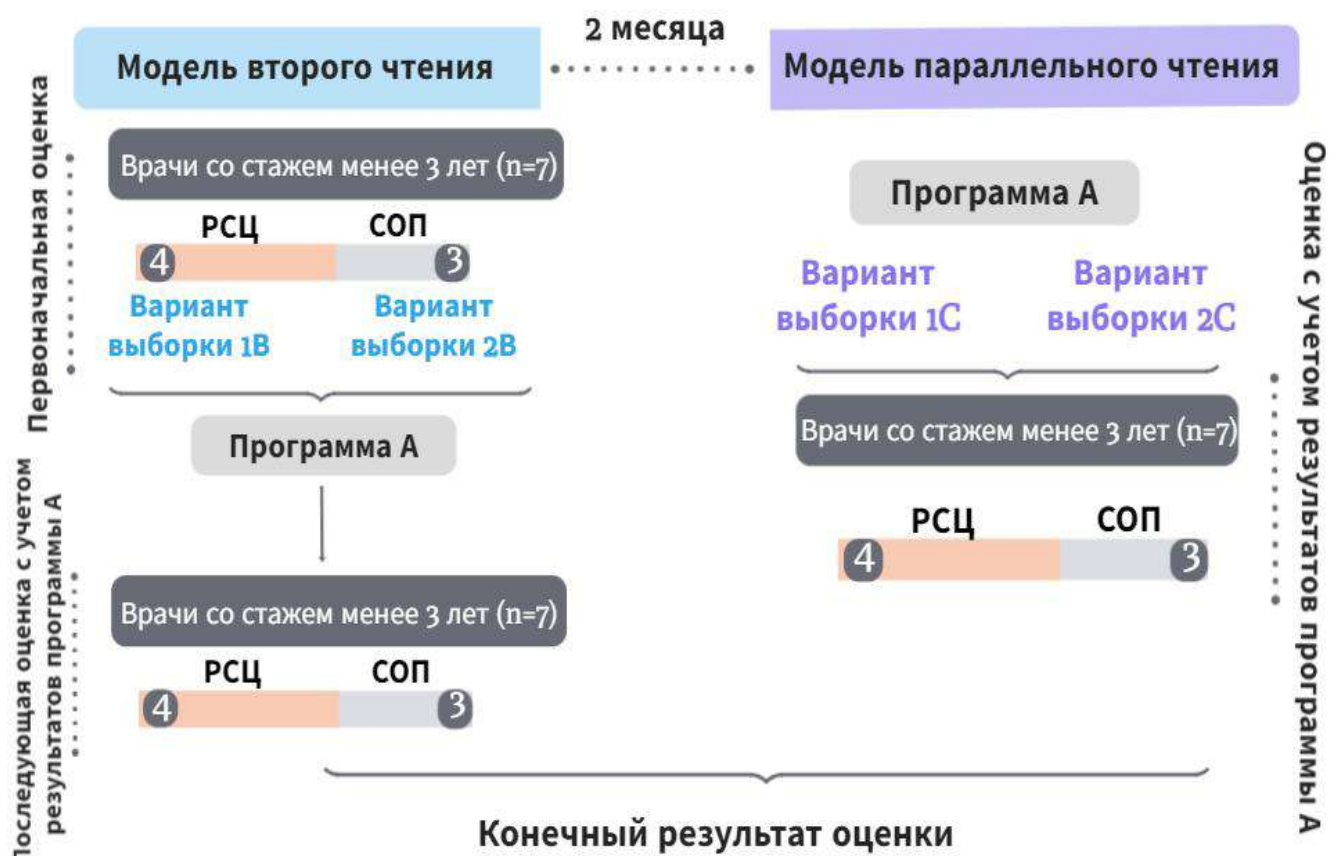 2 месяца
Модель второго чтения
Модель параллельного чтения
Первоначальная оценка
Врачи со стажем менее 3 лет (n=7)
РСЦ СОП
4 3
Вариант
выборки 1B
Вариант
выборки 2B
Программа А
Последующая оценка с учетом
результатов программы А
Врачи со стажем менее 3 лет (n=7)
РСЦ СОП
4 3
Программа А
Вариант
выборки 1C
Вариант
выборки 2C
Врачи со стажем менее 3 лет (n=7)
РСЦ СОП
4 3
Оценка с учетом результатов программы А
Конечный результат оценки